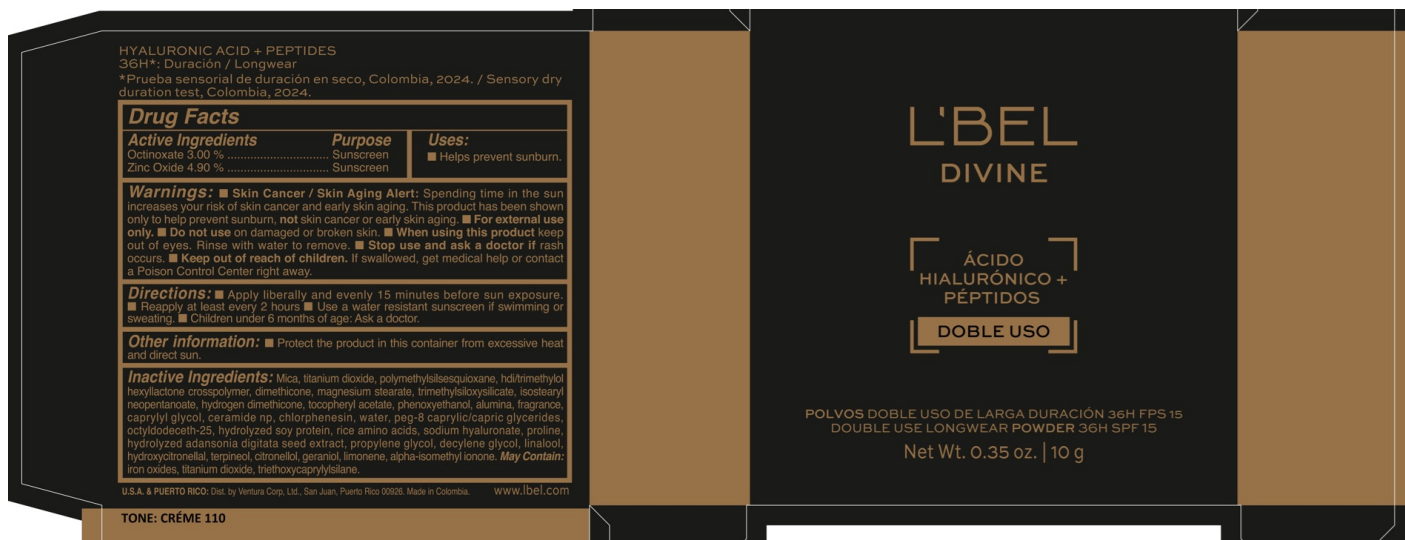 HYALURONIC ACID + PEPTIDES
36H*: Duración / Longwear
*Prueba sensorial de duración en seco, Colombia, 2024. / Sensory dry
duration test, Colombia, 2024.
Drug Facts
Active Ingredients Purpose
Octinoxate 3.00 % ............................... Sunscreen
Zinc Oxide 4.90 % ............................... Sunscreen
Uses:
■ Helps prevent sunburn.
Warnings: ■ Skin Cancer / Skin Aging Alert: Spending time in the sun
increases your risk of skin cancer and early skin aging. This product has been shown
only to help prevent sunburn, not skin cancer or early skin aging. ■ For external use
only. ■ Do not use on damaged or broken skin. ■ When using this product keep
out of eyes. Rinse with water to remove. ■ Stop use and ask a doctor if rash
occurs. ■ Keep out of reach of children. If swallowed, get medical help or contact
a Poison Control Center right away.
Directions: ■ Apply liberally and evenly 15 minutes before sun exposure.
■ Reapply at least every 2 hours ■ Use a water resistant sunscreen if swimming or
sweating. ■ Children under 6 months of age: Ask a doctor.
Other information: ■ Protect the product in this container from excessive heat
and direct sun.
Inactive Ingredients: Mica, titanium dioxide, polymethylsilsesquioxane, hdi/trimethylol
hexyllactone crosspolymer, dimethicone, magnesium stearate, trimethylsiloxysilicate, isostearyl
neopentanoate, hydrogen dimethicone, tocopheryl acetate, phenoxyethanol, alumina, fragrance,
caprylyl glycol, ceramide np, chlorphenesin, water, peg-8 caprylic/capric glycerides,
octyldodeceth-25, hydrolyzed soy protein, rice amino acids, sodium hyaluronate, proline,
hydrolyzed adansonia digitata seed extract, propylene glycol, decylene glycol, linalool,
hydroxycitronellal, terpineol, citronellol, geraniol, limonene, alpha-isomethyl ionone. May Contain:
iron oxides, titanium dioxide, triethoxycaprylylsilane.
U.S.A. & PUERTO RICO: Dist. by Ventura Corp, Ltd., San Juan, Puerto Rico 00926. Made in Colombia. www.lbel.com
TONE: CRÉME 110
L'BEL
DIVINE
ÁCIDO
HIALURÓNICO +
PÉPTIDOS
DOBLE USO
POLVOS DOBLE USO DE LARGA DURACIÓN 36H FPS 15
DOUBLE USE LONGWEAR POWDER 36H SPF 15
Net Wt. 0.35 oz. | 10 g